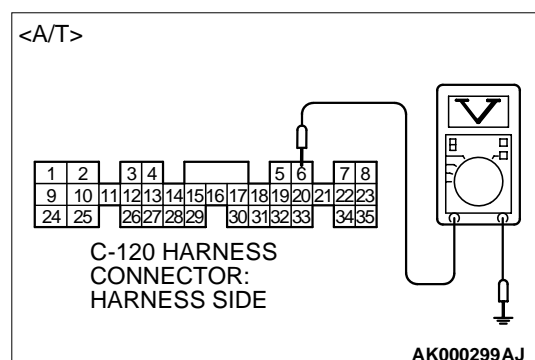 <A/T>
V
1 2 3 4 5 6 7 8
9 10 11 12 13 14 15 16 17 18 19 20 21 22 23
24 25 26 27 28 29 30 31 32 33 34 35
C-120 HARNESS
CONNECTOR:
HARNESS SIDE
AK000299AJ